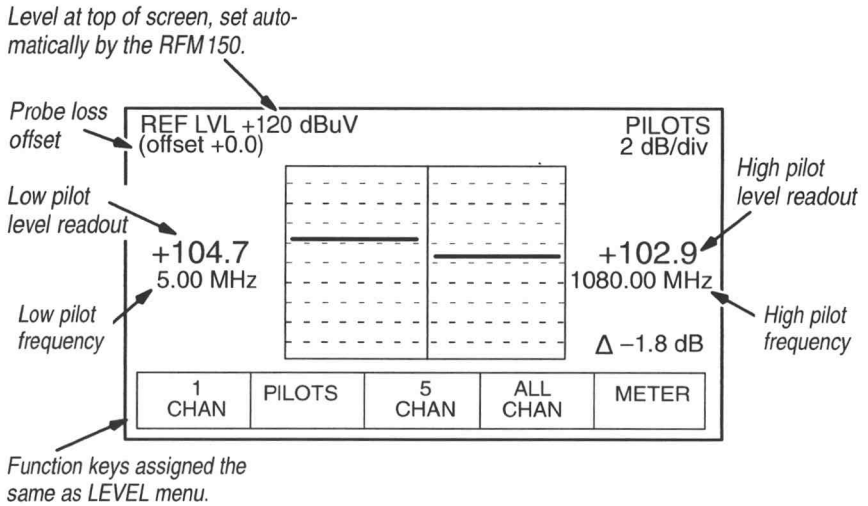 Level at top of screen, set auto-
matically by the RFM150.
Probe loss
offset
REF LVL +120 dBuV
(offset +0.0)
PILOTS
2 dB/div
Low pilot
level readout
High pilot
level readout
+104.7
5.00 MHz
+102.9
1080.00 MHz
Low pilot
frequency
High pilot
frequency
Δ –1.8 dB
1
CHAN
PILOTS
5
CHAN
ALL
CHAN
METER
Function keys assigned the
same as LEVEL menu.